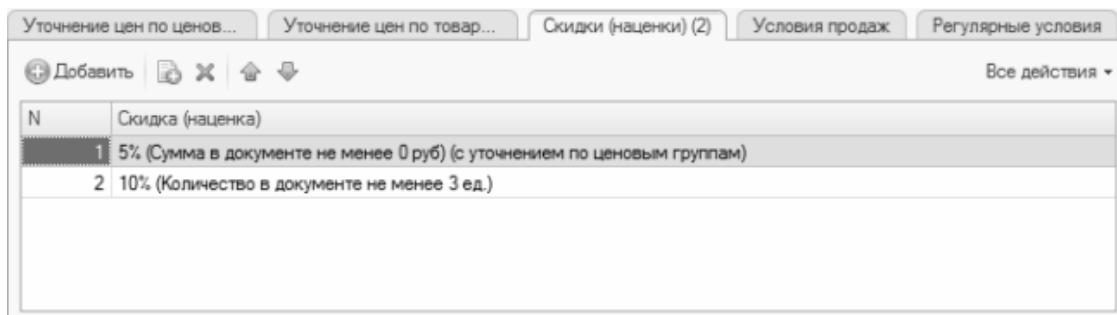 Уточнение цен по ценов... Уточнение цен по товар... Скидки (наценки) (2) Условия продаж Регулярные условия
Добавить Все действия
N Скидка (наценка)
1 5% (Сумма в документе не менее 0 руб) (с уточнением по ценовым группам)
2 10% (Количество в документе не менее 3 ед.)